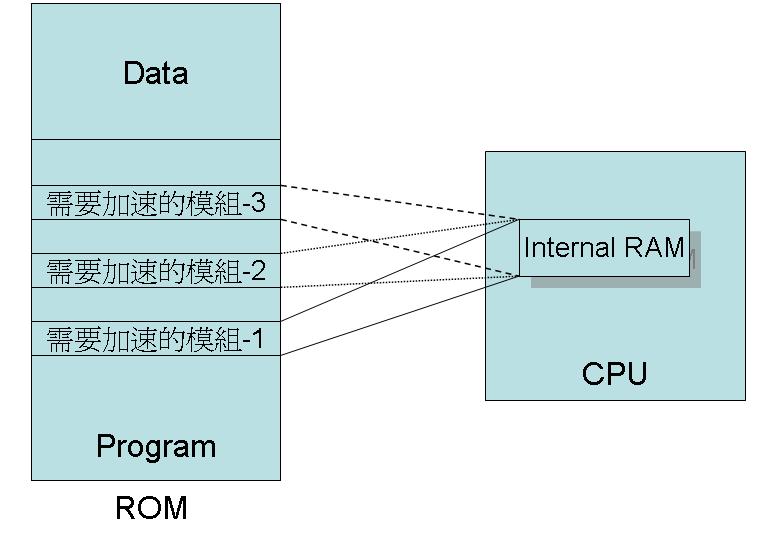 Data
需要加速的模組-3
需要加速的模組-2
需要加速的模組-1
Program
ROM
Internal RAM
CPU